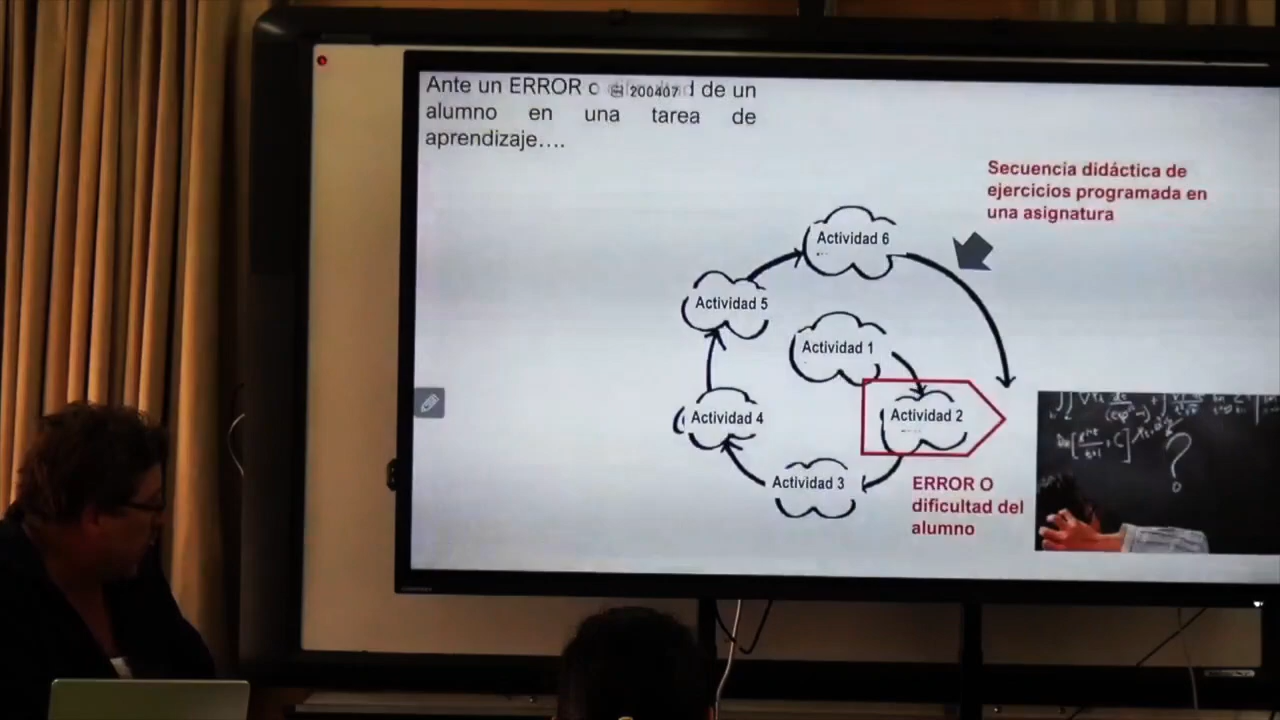 Ante un ERROR o 200407 d de un
alumno en una tarea de
aprendizaje….
Secuencia didáctica de
ejercicios programada en
una asignatura
Actividad 6
Actividad 5
Actividad 1
Actividad 2
Actividad 4
Actividad 3
ERROR O
dificultad del
alumno
?